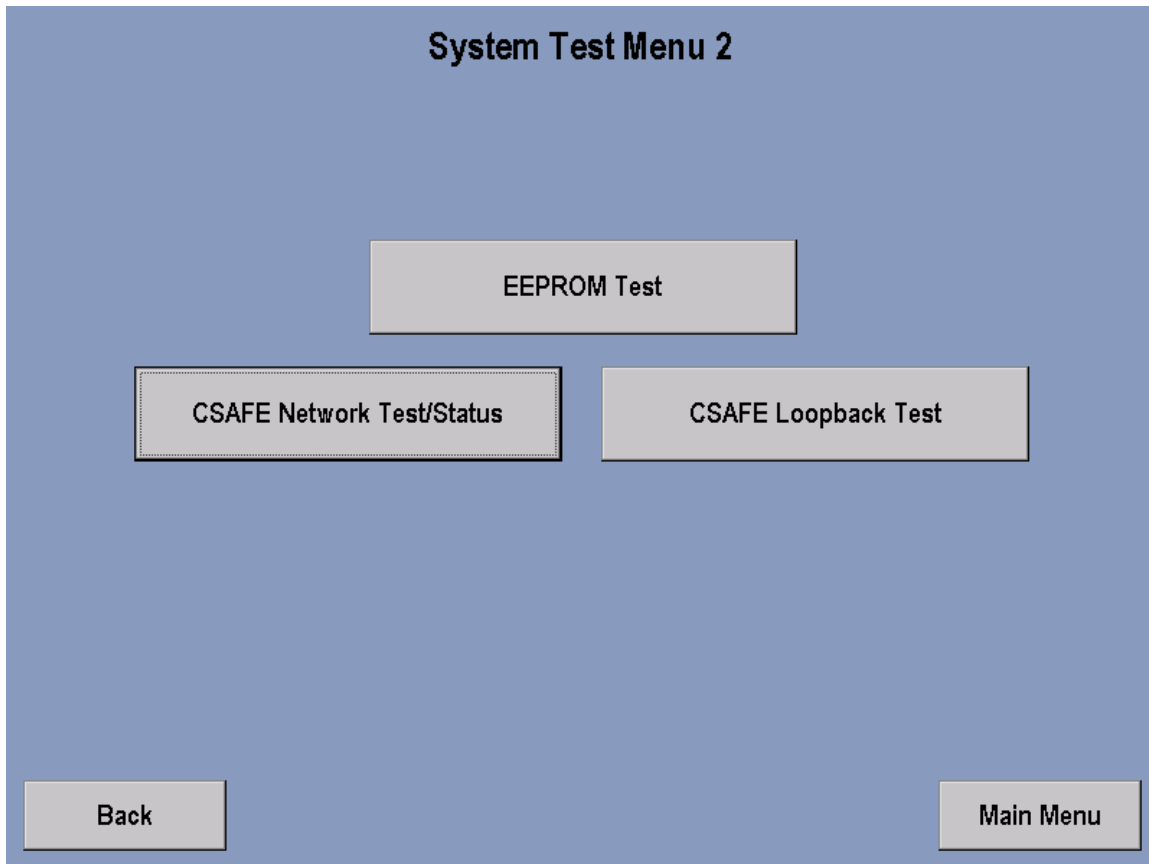 System Test Menu 2
EEPROM Test
CSAFE Network Test/Status
CSAFE Loopback Test
Back
Main Menu